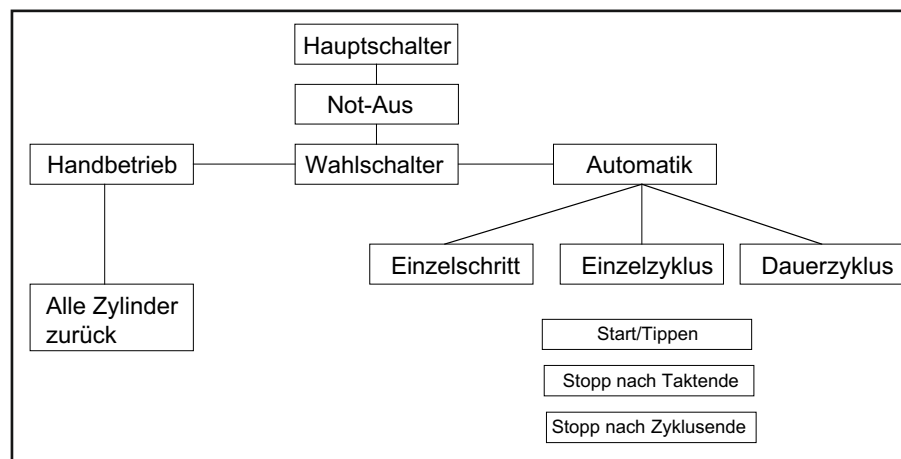 Hauptschalter
Not-Aus
Handbetrieb
Wahlschalter
Automatik
Einzelschritt
Einzelzyklus
Dauerzyklus
Alle Zylinder
zurück
Start/Tippen
Stopp nach Taktende
Stopp nach Zyklusende